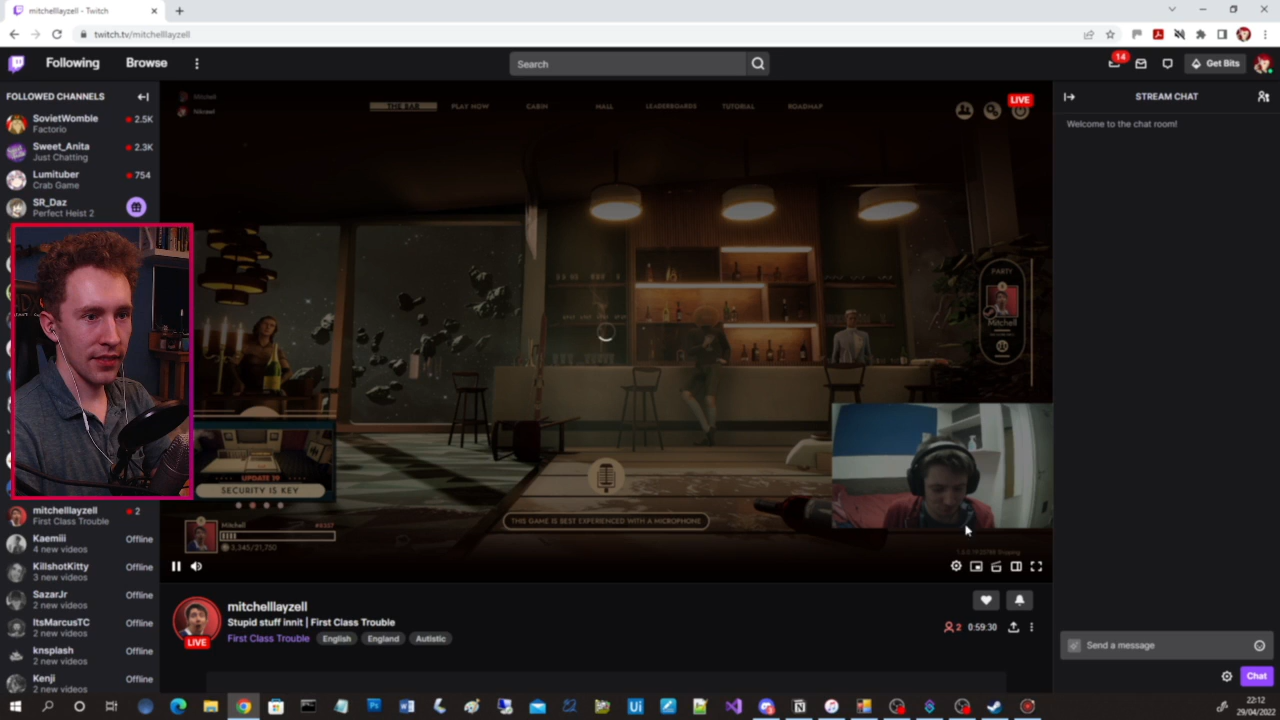 mitchelllayzell - Twitch
twitch.tv/mitchelllayzell
Following
Browse
Search
14
Get Bits
FOLLOWED CHANNELS
SovietWomble
2.5K
Factorio
Sweet_Anita
2.3K
Just Chatting
Lumituber
754
Crab Game
SR_Daz
Perfect Heist 2
mitchelllayzell
2
First Class Trouble
Kaemiii
Offline
4 new videos
KillshotKitty
Offline
3 new videos
SazarJr
Offline
2 new videos
ItsMarcusTC
Offline
2 new videos
knsplash
Offline
2 new videos
Kenji
Offline
2 new videos
Mitchell
THE BAR
PLAY NOW
CABIN
MALL
LEADERBOARDS
TUTORIAL
ROADMAP
LIVE
PARTY
Mitchell
UPDATE 19
SECURITY IS KEY
Mitchell
3,345/21,750
THIS GAME IS BEST EXPERIENCED WITH A MICROPHONE
mitchelllayzell
Stupid stuff innit | First Class Trouble
LIVE
First Class Trouble
English
England
Autistic
2
0:59:30
STREAM CHAT
Welcome to the chat room!
Send a message
Chat
22:12
29/04/2022